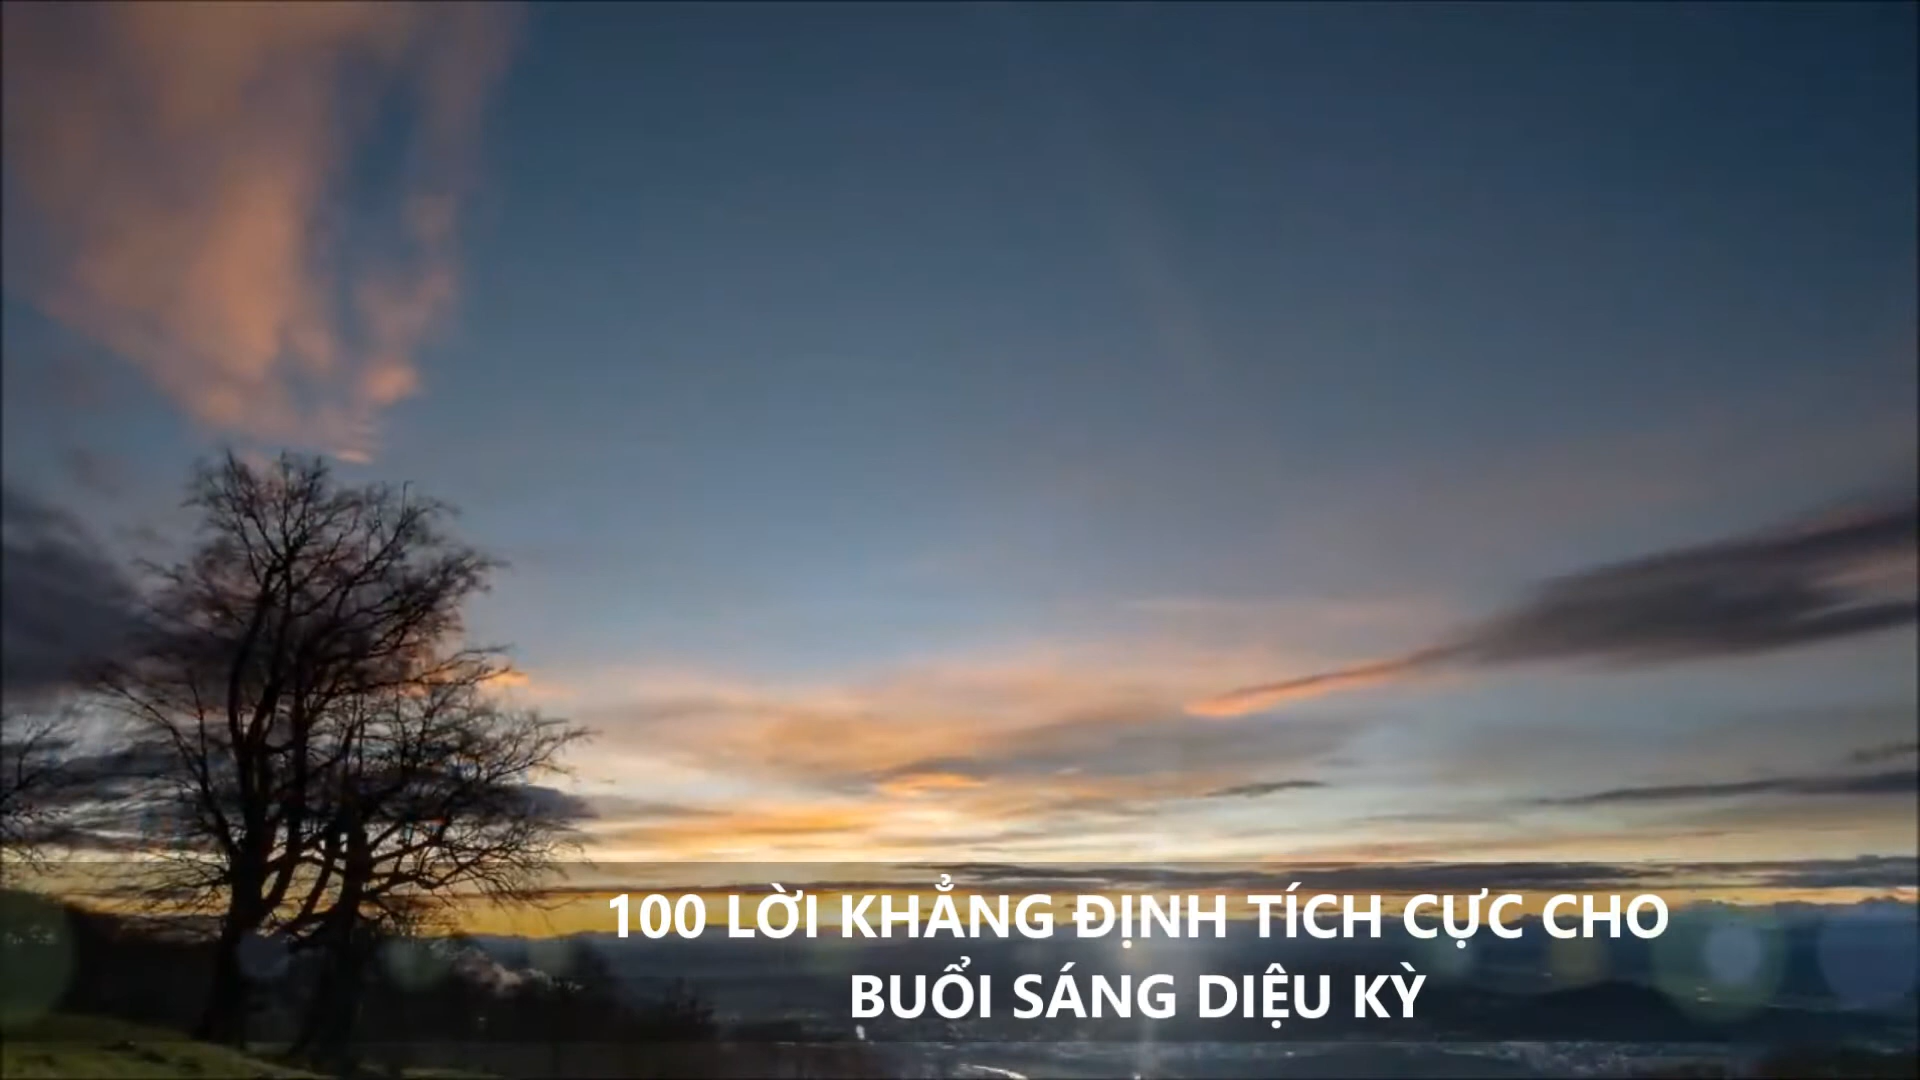 100 LỜI KHẲNG ĐỊNH TÍCH CỰC CHO
BUỔI SÁNG DIỆU KỲ